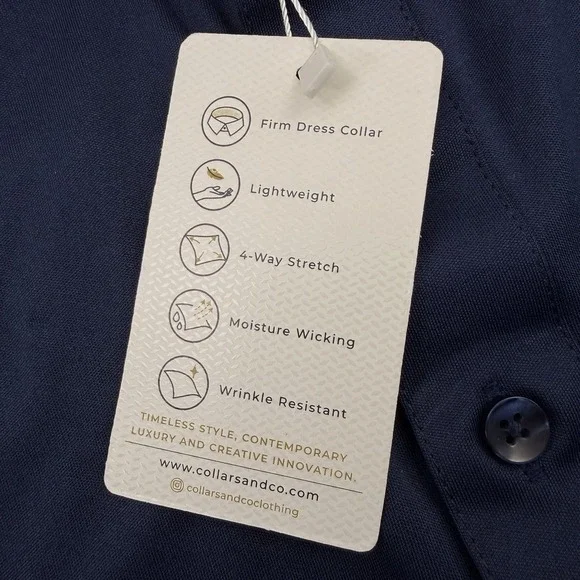 Firm Dress Collar
Lightweight
4-Way Stretch
Moisture Wicking
Wrinkle Resistant
TIMELESS STYLE, CONTEMPORARY
LUXURY AND CREATIVE INNOVATION.
www.collarsandco.com
collarsandcoclothing